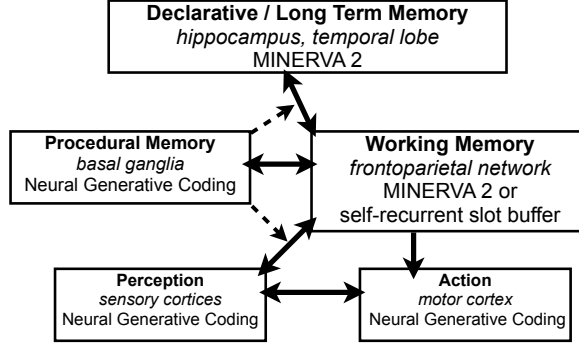 Declarative / Long Term Memory
hippocampus, temporal lobe
MINERVA 2
Procedural Memory
basal ganglia
Neural Generative Coding
Working Memory
frontoparietal network
MINERVA 2 or
self-recurrent slot buffer
Perception
sensory cortices
Neural Generative Coding
Action
motor cortex
Neural Generative Coding